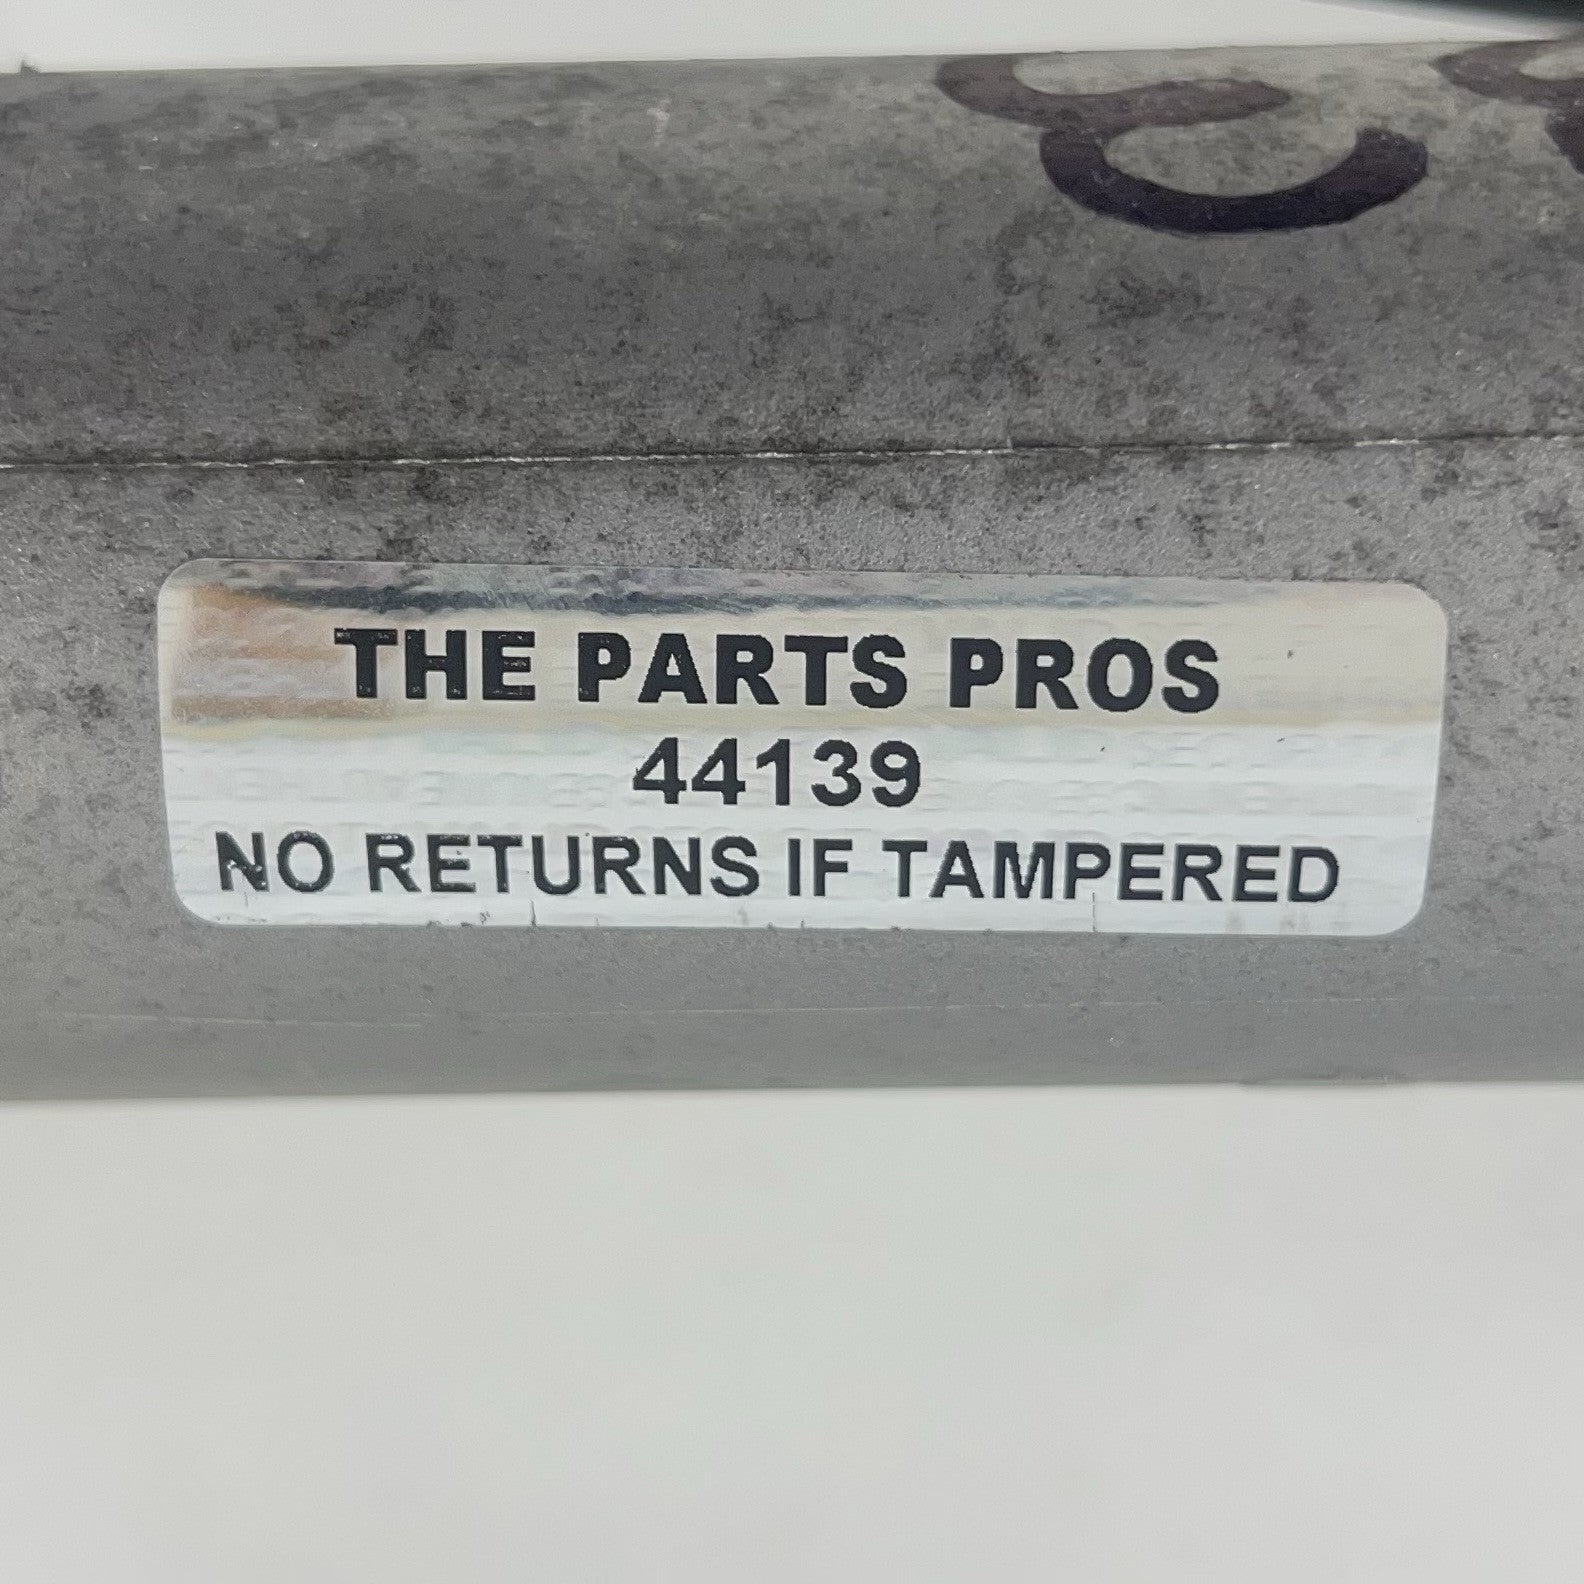 THE PARTS PROS
44139
NO RETURNS IF TAMPERED